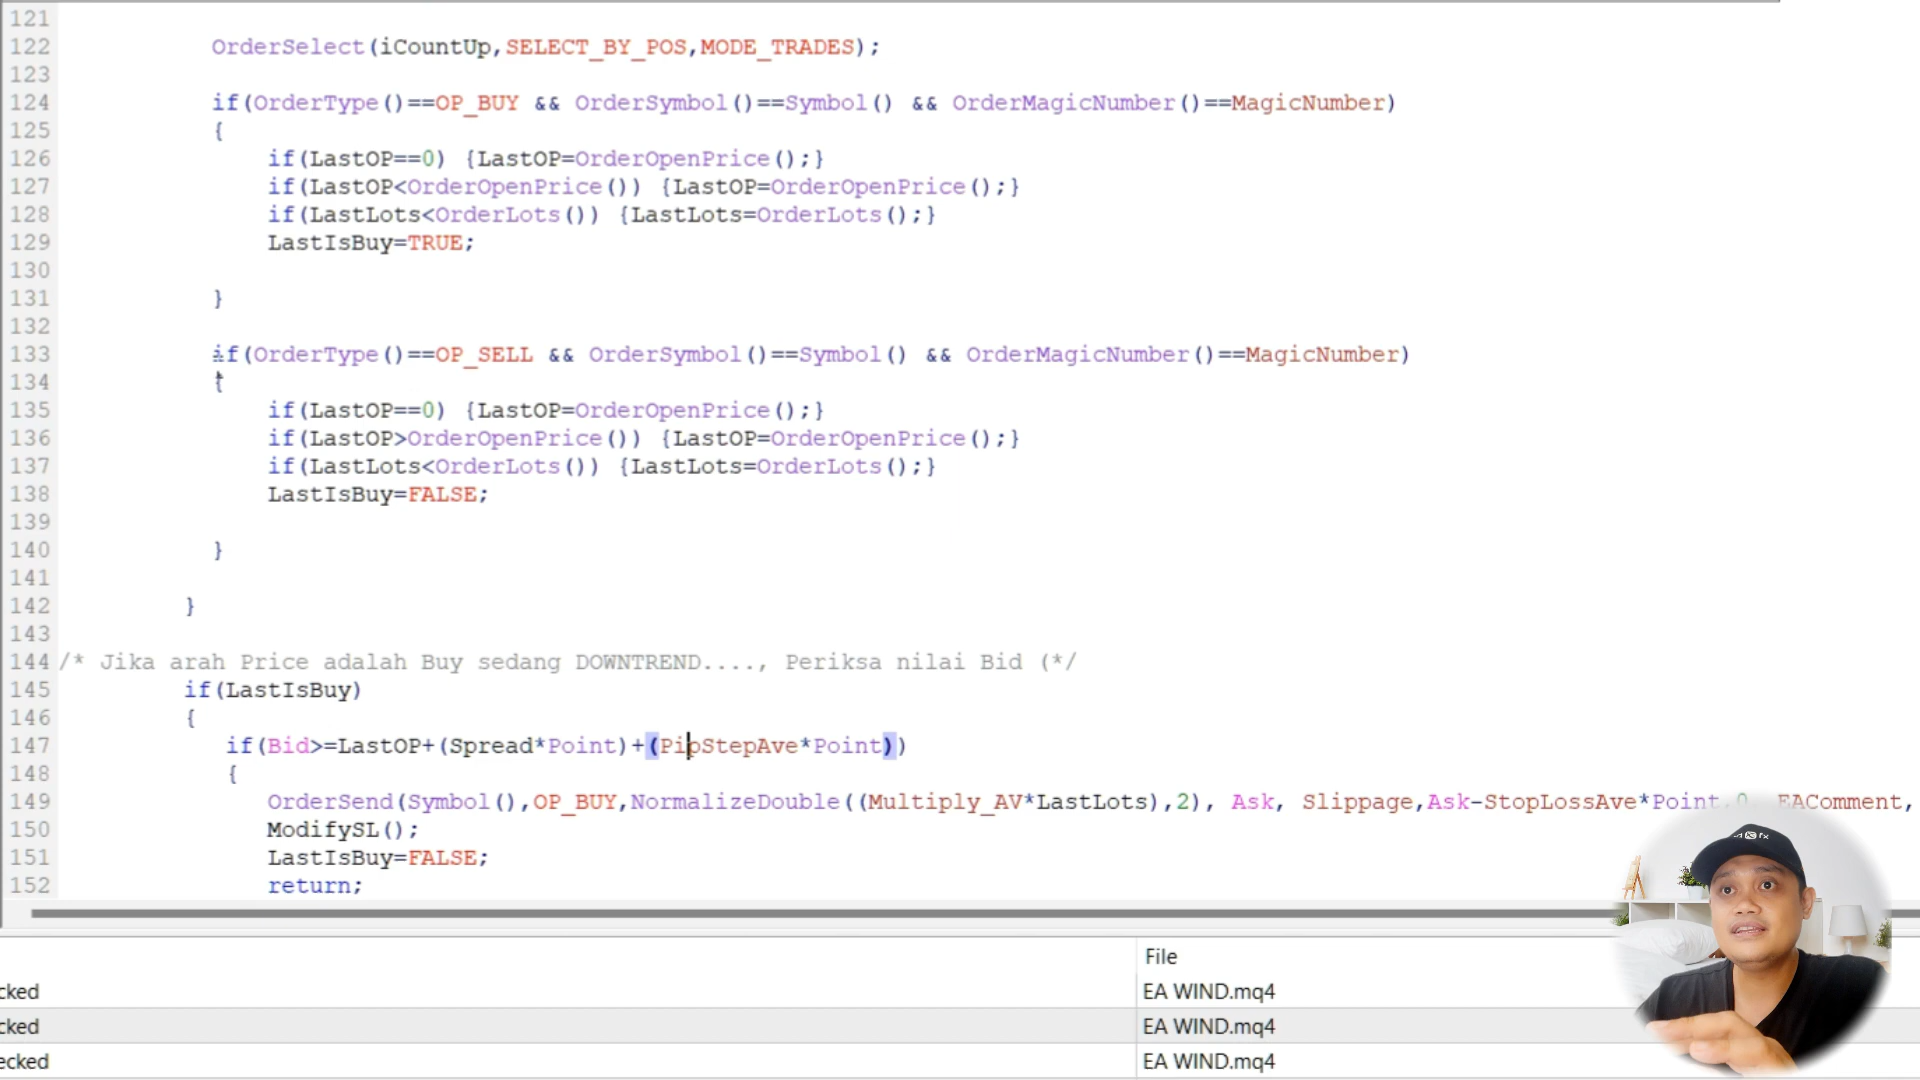 121
122 OrderSelect(iCountUp,SELECT_BY_POS,MODE_TRADES);
123
124 if(OrderType()==OP_BUY && OrderSymbol()==Symbol() && OrderMagicNumber()==MagicNumber)
125 {
126 if(LastOP==0) {LastOP=OrderOpenPrice();}
127 if(LastOP<OrderOpenPrice()) {LastOP=OrderOpenPrice();}
128 if(LastLots<OrderLots()) {LastLots=OrderLots();}
129 LastIsBuy=TRUE;
130
131 }
132
133 if(OrderType()==OP_SELL && OrderSymbol()==Symbol() && OrderMagicNumber()==MagicNumber)
134 {
135 if(LastOP==0) {LastOP=OrderOpenPrice();}
136 if(LastOP>OrderOpenPrice()) {LastOP=OrderOpenPrice();}
137 if(LastLots<OrderLots()) {LastLots=OrderLots();}
138 LastIsBuy=FALSE;
139
140 }
141
142 }
143
144 /* Jika arah Price adalah Buy sedang DOWNTREND...., Periksa nilai Bid (*/
145 if(LastIsBuy)
146 {
147 if(Bid>=LastOP+(Spread*Point)+(PipStepAve*Point))
148 {
149 OrderSend(Symbol(),OP_BUY,NormalizeDouble((Multiply_AV*LastLots),2), Ask, Slippage,Ask-StopLossAve*Point,0, EAComment,
150 ModifySL();
151 LastIsBuy=FALSE;
152 return;
File
cked EA WIND.mq4
cked EA WIND.mq4
ecked EA WIND.mq4